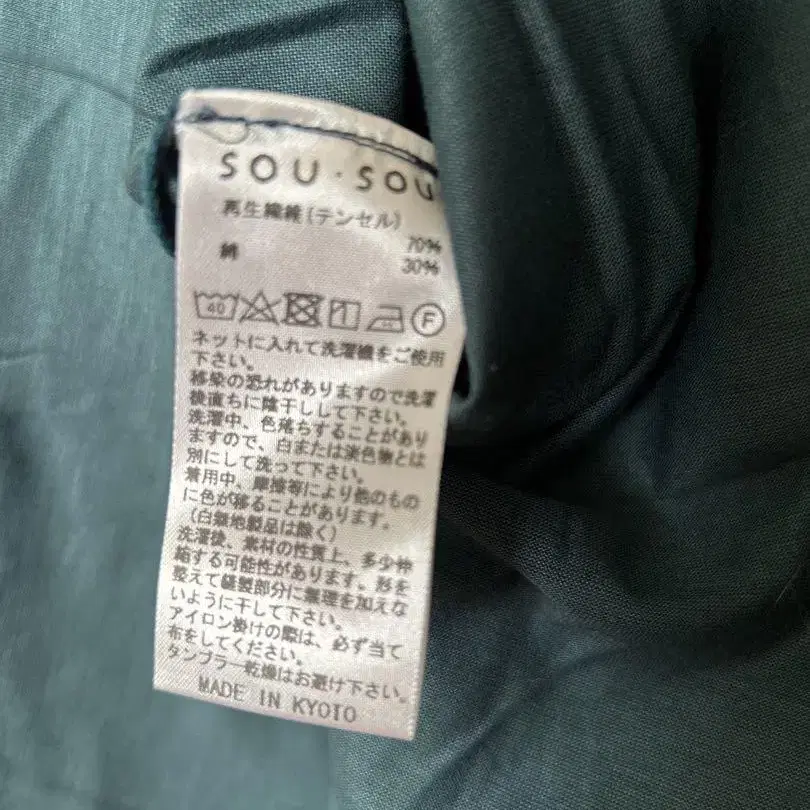 SOU・SOU
再生繊維(テンセル) 70%
綿 30%
40 F
ネットに入れて洗濯機をご使用
下さい。
移染の恐れがありますので洗濯
後直ちに陰干しして下さい。
洗濯中、色落ちすることがあり
ますので、白または淡色物とは
別にして洗って下さい。
着用中、摩擦等により他のもの
に色が移ることがあります。
(白無地製品は除く)
洗濯後、素材の性質上、多少伸
縮する可能性があります。形を
整えて縫製部分に無理を加えな
いように干して下さい。
アイロン掛けの際は、必ず当て
布をしてください。
タンブラー乾燥はお避け下さい。
MADE IN KYOTO